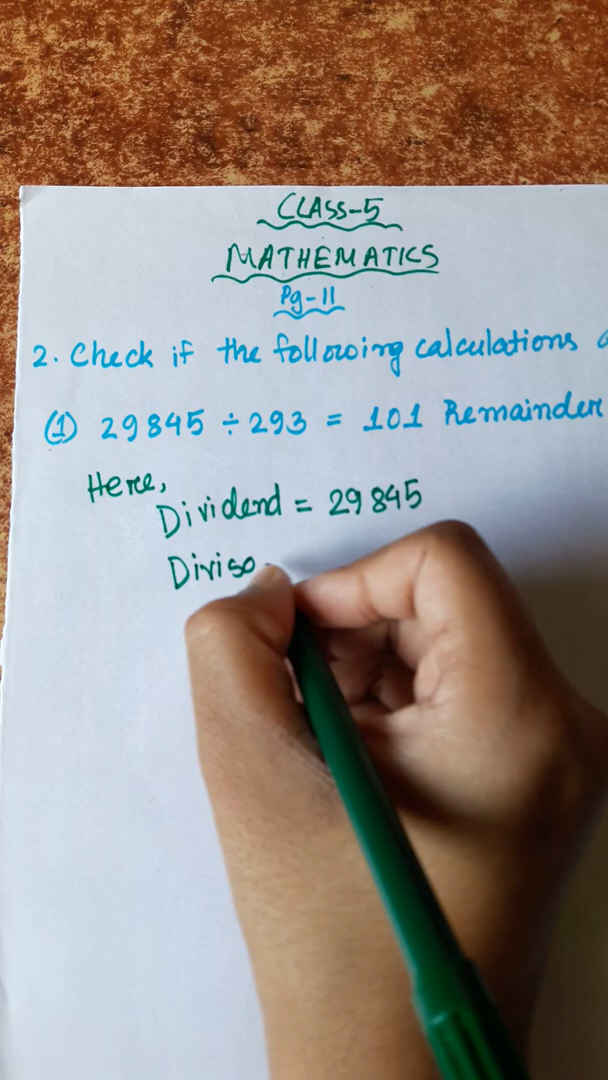 CLASS-5
MATHEMATICS
Pg-11
2. Check if the following calculations
(1) 29845 ÷ 293 = 101 Remainder
Here,
Dividend = 29845
Diviso